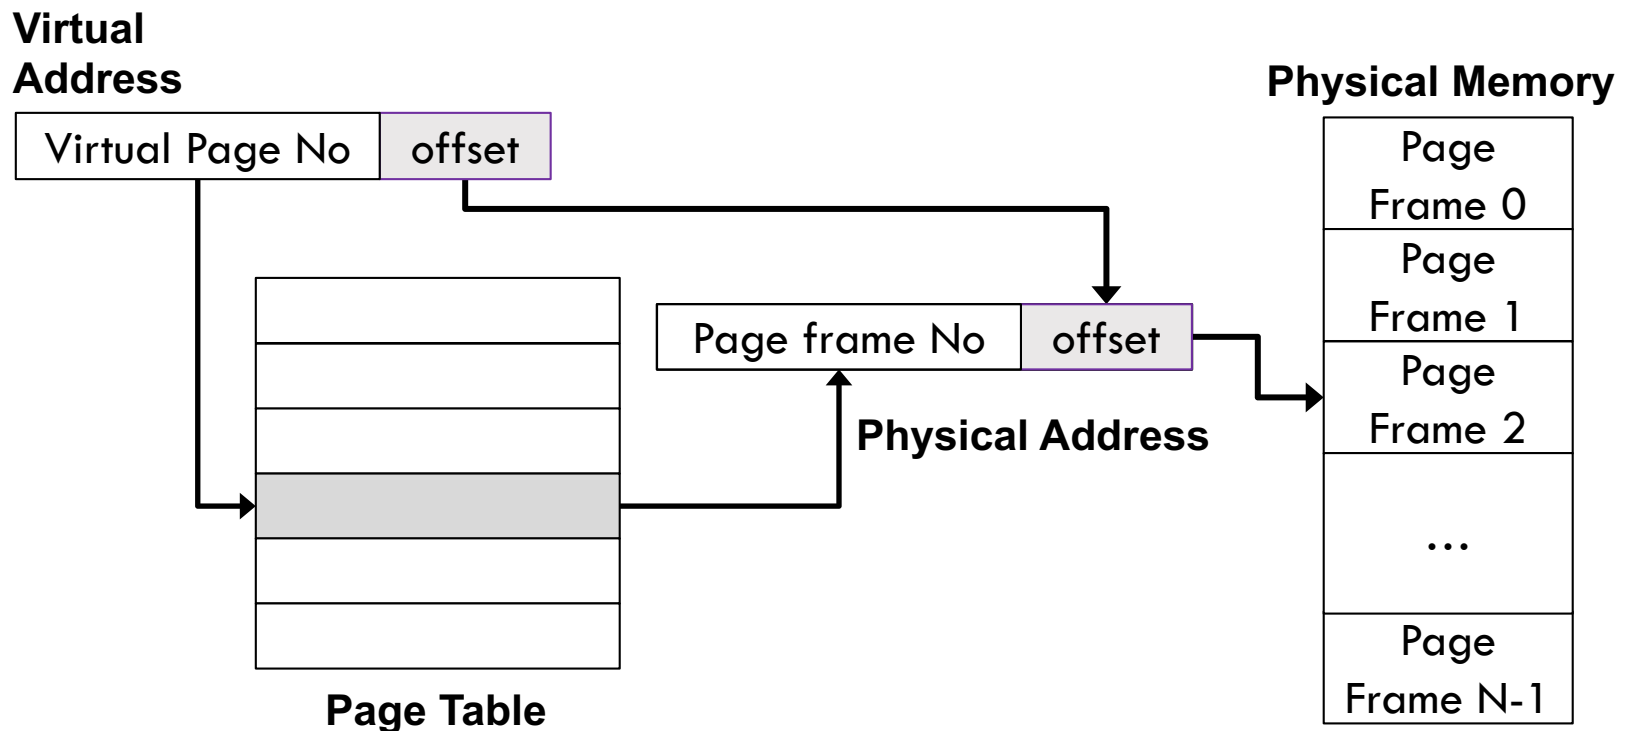 Virtual
Address
Virtual Page No
offset
Page Table
Page frame No
offset
Physical Address
Physical Memory
Page
Frame 0
Page
Frame 1
Page
Frame 2
...
Page
Frame N-1